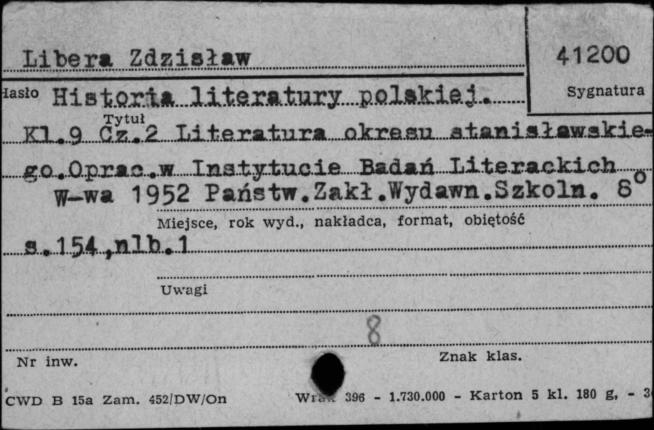 Libera Zdzisław
41200
Hasło Historia literatury polskiej.
Sygnatura
Tytuł
Kl.9 Cz.2 Literatura okresu stanisławskie-
go.Oprac.w Instytucie Badań Literackich
W-wa 1952 Państw.Zakł.Wydawn.Szkoln. 8°
Miejsce, rok wyd., nakładca, format, obiętość
s.154,nlb.1
Uwagi
8
Nr inw.
Znak klas.
CWD B 15a Zam. 452/DW/On
396 - 1.730.000 - Karton 5 kl. 180 g. -